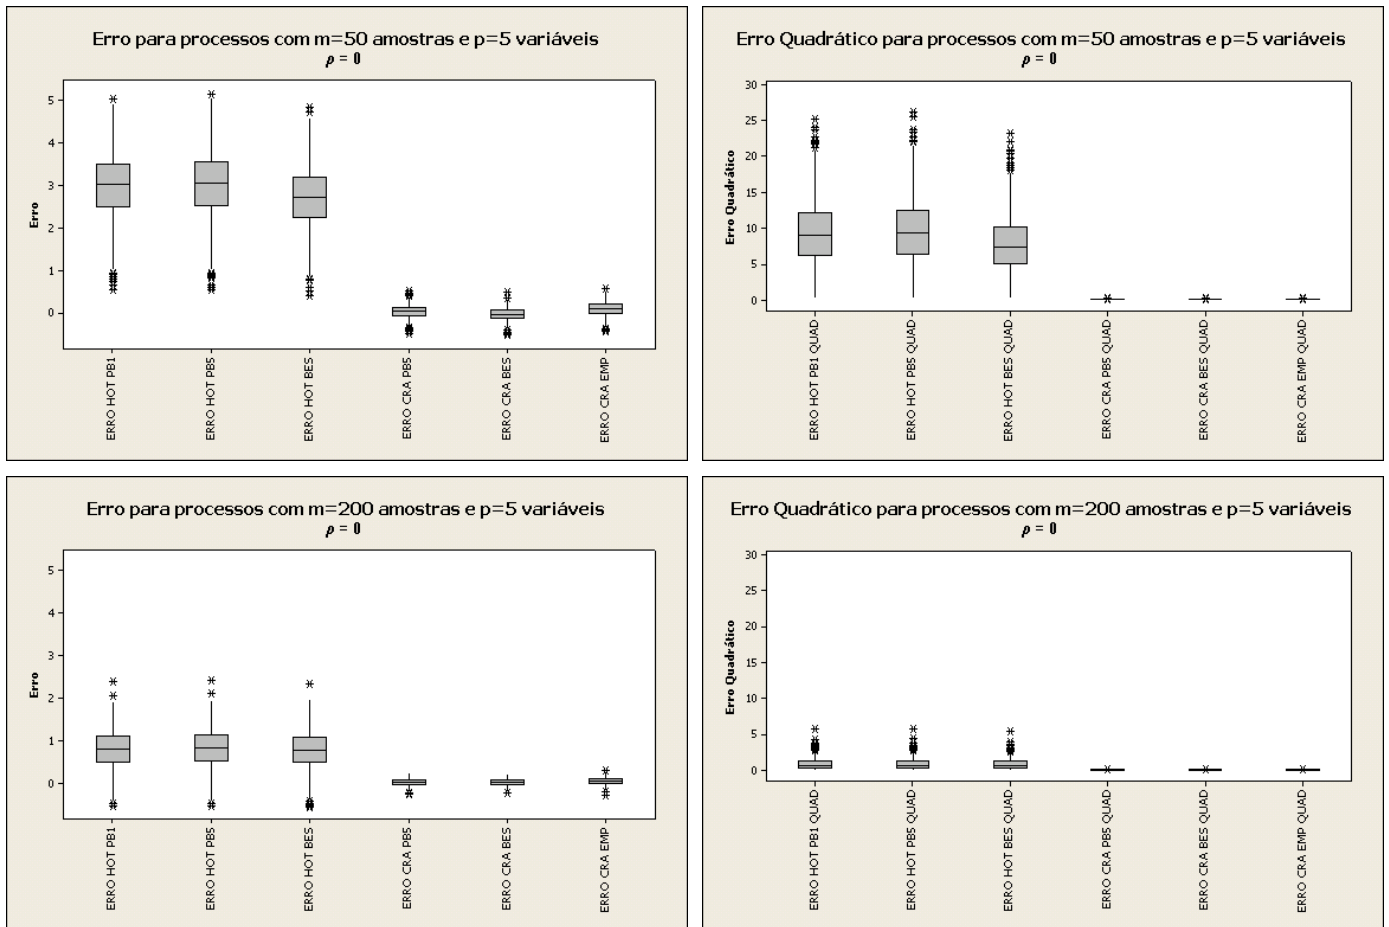 Erro para processos com m=50 amostras e p=5 variáveis
ρ = 0
Erro
5
4
3
2
1
0
ERRO HOT PB1
ERRO HOT PB5
ERRO HOT BES
ERRO CRA PB5
ERRO CRA BES
ERRO CRA EMP
Erro Quadrático para processos com m=50 amostras e p=5 variáveis
ρ = 0
Erro Quadrático
30
25
20
15
10
5
0
ERRO HOT PB1 QUAD
ERRO HOT PB5 QUAD
ERRO HOT BES QUAD
ERRO CRA PB5 QUAD
ERRO CRA BES QUAD
ERRO CRA EMP QUAD
Erro para processos com m=200 amostras e p=5 variáveis
ρ = 0
Erro
5
4
3
2
1
0
ERRO HOT PB1
ERRO HOT PB5
ERRO HOT BES
ERRO CRA PB5
ERRO CRA BES
ERRO CRA EMP
Erro Quadrático para processos com m=200 amostras e p=5 variáveis
ρ = 0
Erro Quadrático
30
25
20
15
10
5
0
ERRO HOT PB1 QUAD
ERRO HOT PB5 QUAD
ERRO HOT BES QUAD
ERRO CRA PB5 QUAD
ERRO CRA BES QUAD
ERRO CRA EMP QUAD